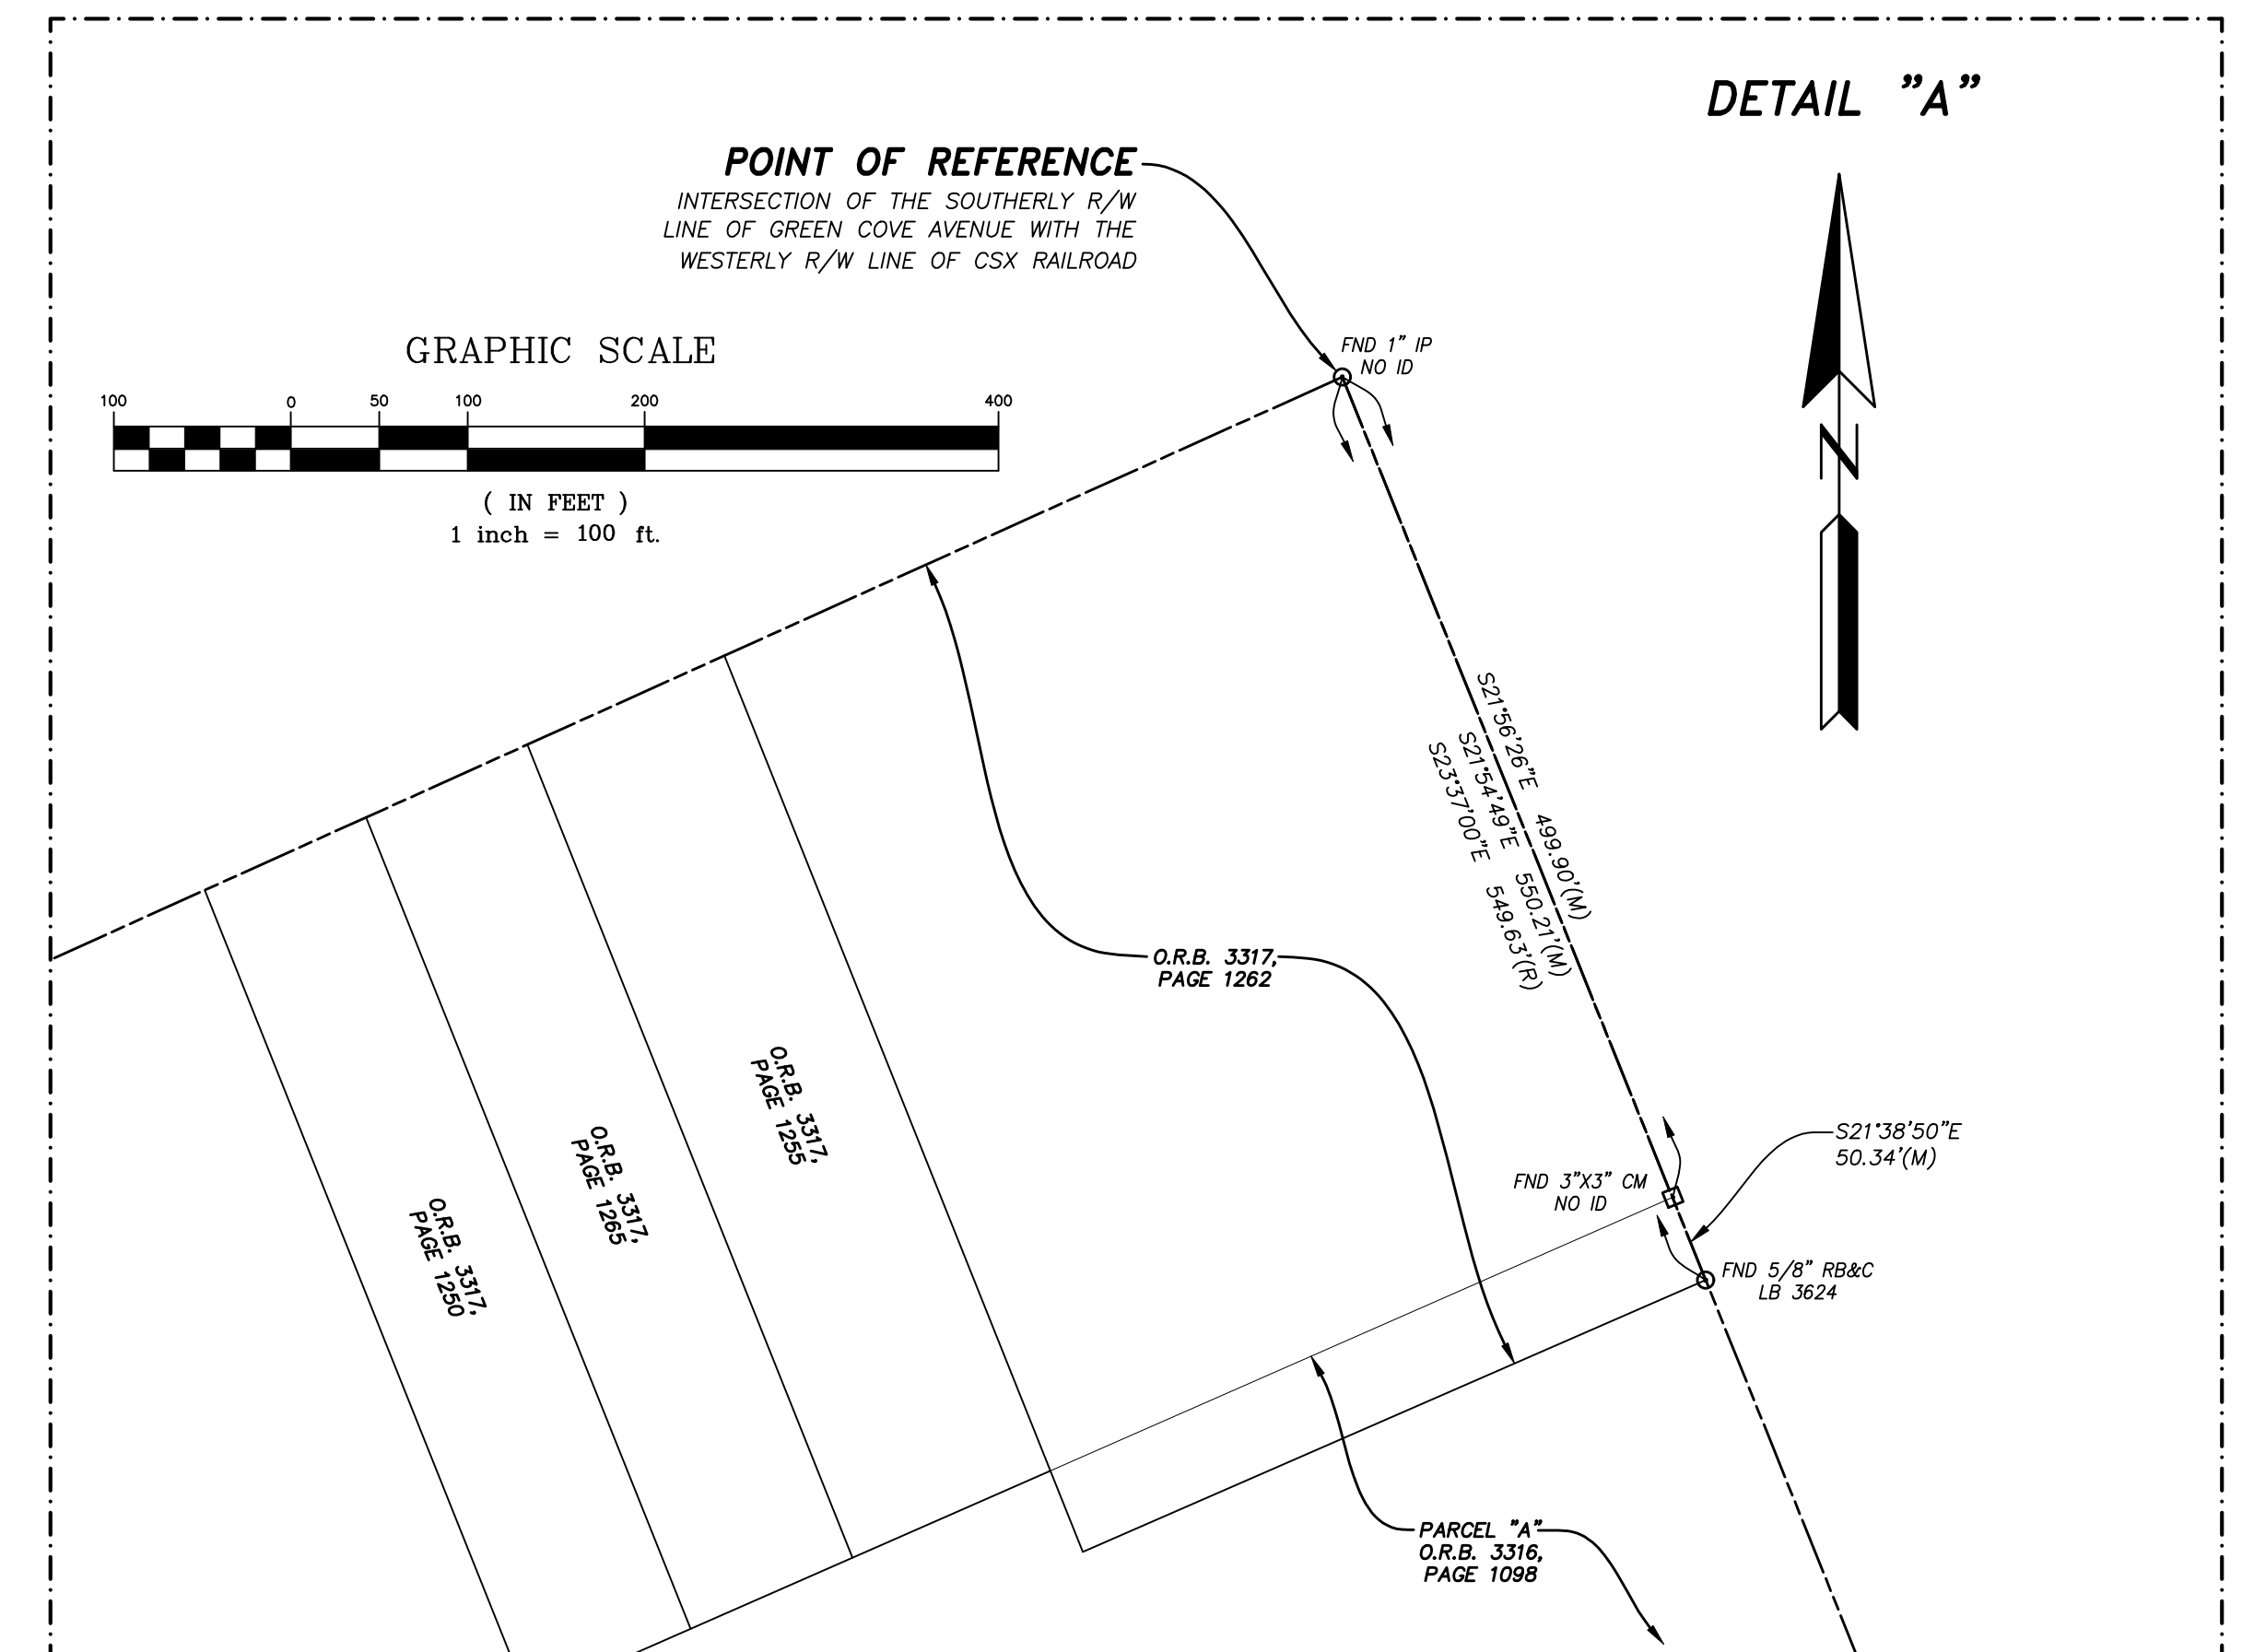 DETAIL "A"
POINT OF REFERENCE
INTERSECTION OF THE SOUTHERLY R/W
LINE OF GREEN COVE AVENUE WITH THE
WESTERLY R/W LINE OF CSX RAILROAD
GRAPHIC SCALE
100 0 50 100 200 400
( IN FEET )
1 inch = 100 ft.
FND 1" IP
NO ID
N
S21°56'26"E 499.90'(M)
S21°54'49"E 550.21'(M)
S23°37'00"E 549.63'(R)
O.R.B. 3317,
PAGE 1262
O.R.B. 3317,
PAGE 1255
O.R.B. 3317,
PAGE 1265
O.R.B. 3317,
PAGE 1250
S21°38'50"E
50.34'(M)
FND 3"X3" CM
NO ID
FND 5/8" RB&C
LB 3624
PARCEL "A"
O.R.B. 3316,
PAGE 1098